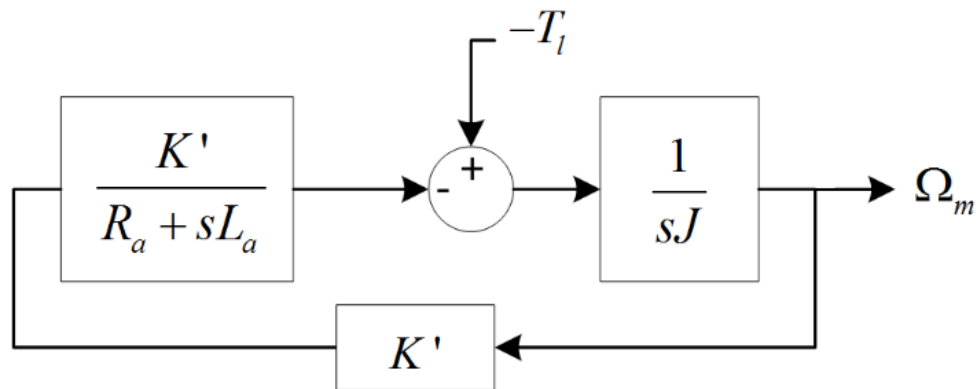 −T_l
K'
R_a + sL_a
- +
1
sJ
Ω_m
K'